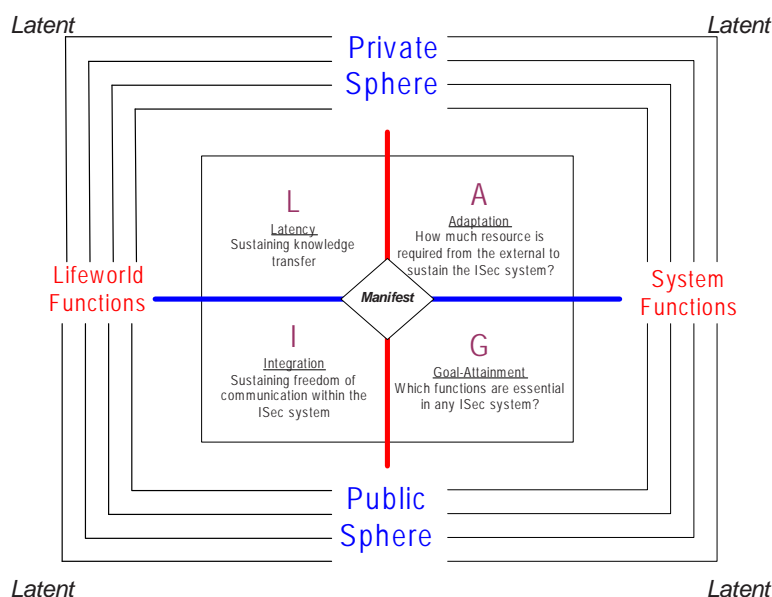 Latent
Latent
Private
Sphere
L
Latency
Sustaining knowledge
transfer
A
Adaptation
How much resource is
required from the external to
sustain the ISec system?
Lifeworld
Functions
Manifest
System
Functions
I
Integration
Sustaining freedom of
communication within the
ISec system
G
Goal-Attainment
Which functions are essential
in any ISec system?
Public
Sphere
Latent
Latent